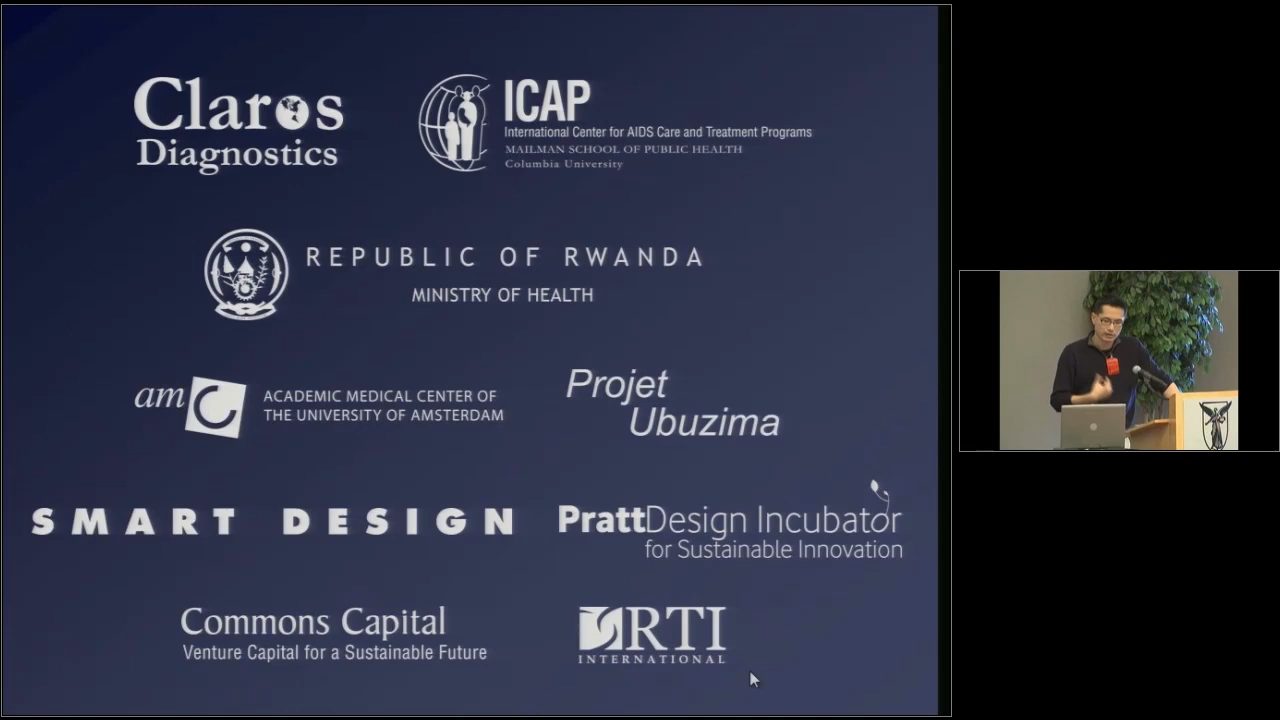 Claros
Diagnostics
ICAP
International Center for AIDS Care and Treatment Programs
MAILMAN SCHOOL OF PUBLIC HEALTH
Columbia University
REPUBLIC OF RWANDA
MINISTRY OF HEALTH
amc
ACADEMIC MEDICAL CENTER OF
THE UNIVERSITY OF AMSTERDAM
Projet
Ubuzima
SMART DESIGN
PrattDesign Incubator
for Sustainable Innovation
Commons Capital
Venture Capital for a Sustainable Future
RTI
INTERNATIONAL